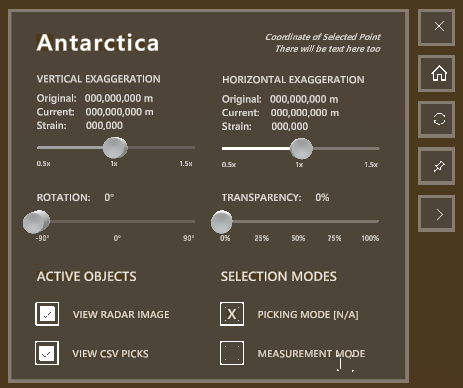 Antarctica
Coordinate of Selected Point
There will be text here too
VERTICAL EXAGGERATION
Original: 000,000,000 m
Current: 000,000,000 m
Strain: 000,000
0.5x 1x 1.5x
HORIZONTAL EXAGGERATION
Original: 000,000,000 m
Current: 000,000,000 m
Strain: 000,000
0.5x 1x 1.5x
ROTATION: 0°
-90° 0° 90°
TRANSPARENCY: 0%
0% 25% 50% 75% 100%
ACTIVE OBJECTS
VIEW RADAR IMAGE
VIEW CSV PICKS
SELECTION MODES
X PICKING MODE [N/A]
MEASUREMENT MODE